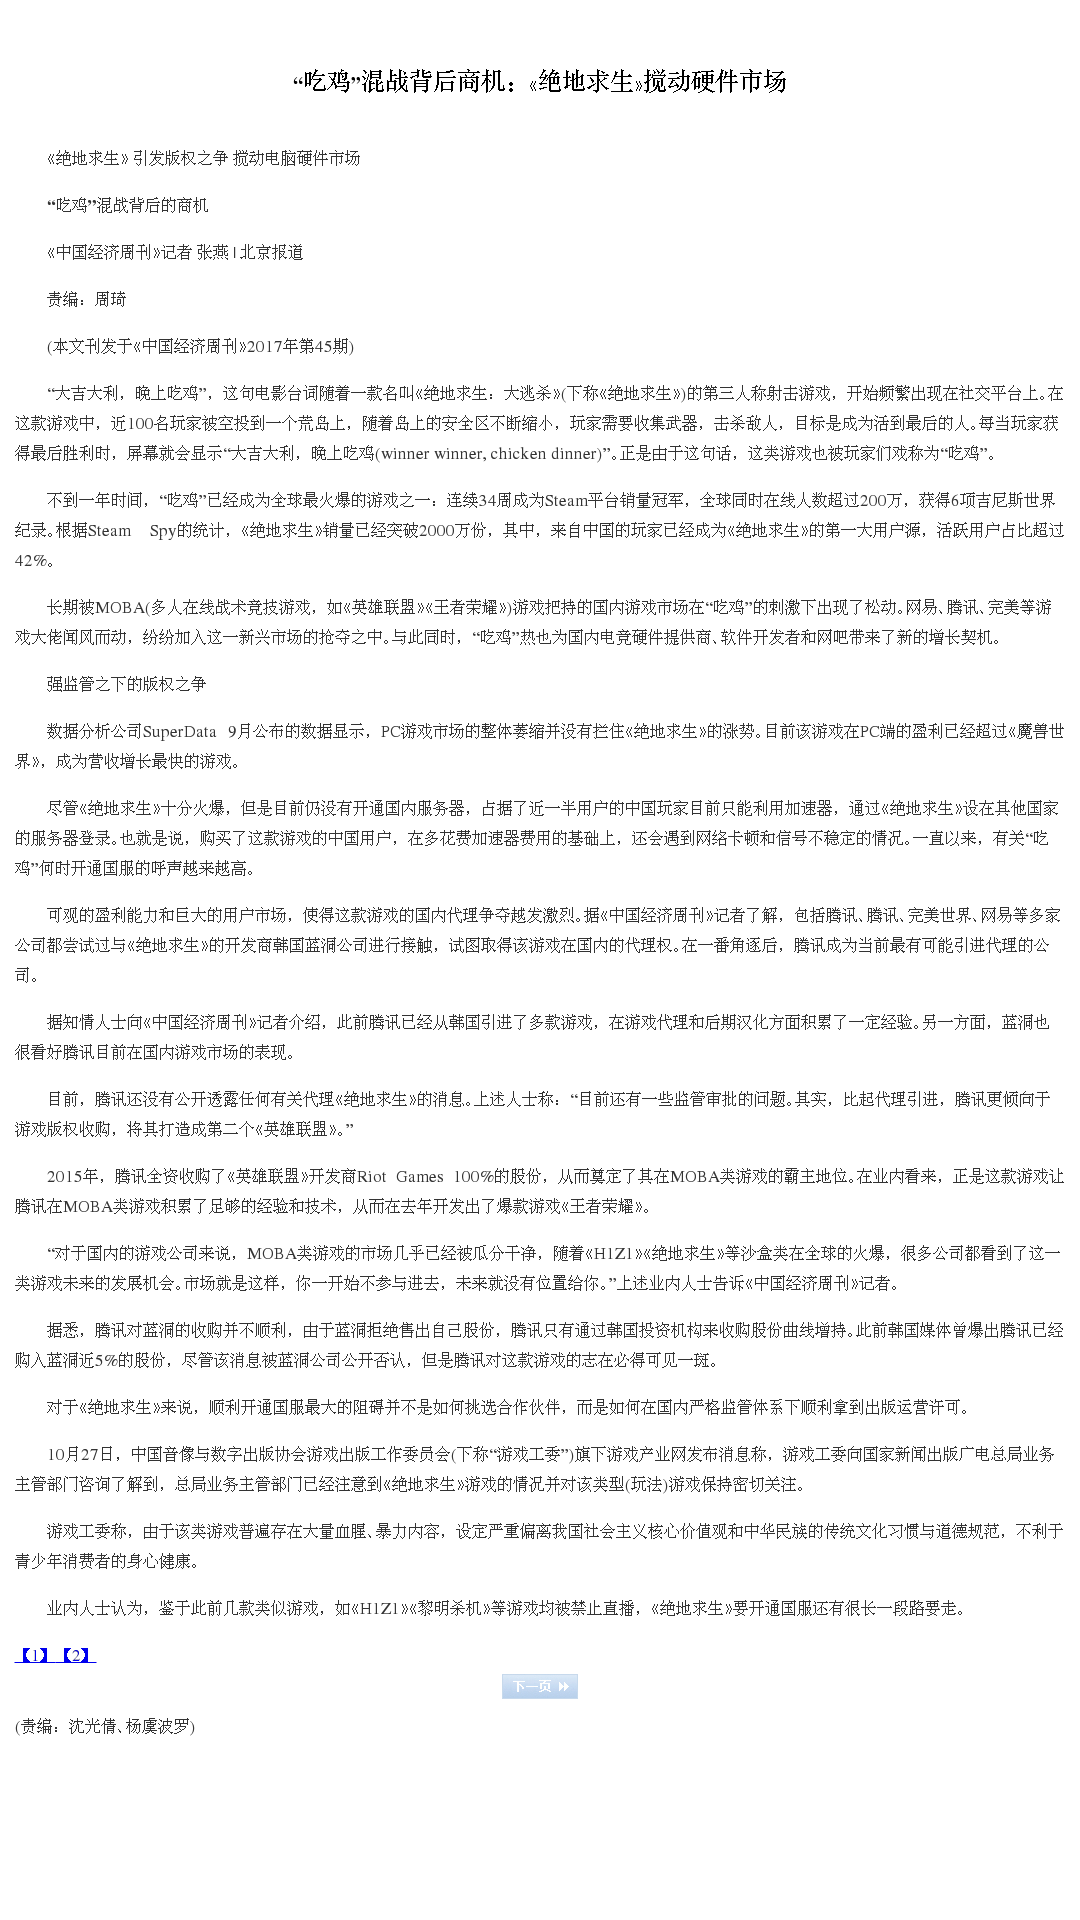 “吃鸡”混战背后商机：《绝地求生》搅动硬件市场
《绝地求生》 引发版权之争 搅动电脑硬件市场
“吃鸡”混战背后的商机
《中国经济周刊》记者 张燕 | 北京报道
责编：周琦
(本文刊发于《中国经济周刊》2017年第45期)
“大吉大利，晚上吃鸡”，这句电影台词随着一款名叫《绝地求生：大逃杀》(下称《绝地求生》)的第三人称射击游戏，开始频繁出现在社交平台上。在
这款游戏中，近100名玩家被空投到一个荒岛上，随着岛上的安全区不断缩小，玩家需要收集武器，击杀敌人，目标是成为活到最后的人。每当玩家获
得最后胜利时，屏幕就会显示“大吉大利，晚上吃鸡(winner winner, chicken dinner)”。正是由于这句话，这类游戏也被玩家们戏称为“吃鸡”。
不到一年时间，“吃鸡”已经成为全球最火爆的游戏之一：连续34周成为Steam平台销量冠军，全球同时在线人数超过200万，获得6项吉尼斯世界
纪录。根据Steam Spy的统计，《绝地求生》销量已经突破2000万份，其中，来自中国的玩家已经成为《绝地求生》的第一大用户源，活跃用户占比超过
42%。
长期被MOBA(多人在线战术竞技游戏，如《英雄联盟》《王者荣耀》)游戏把持的国内游戏市场在“吃鸡”的刺激下出现了松动。网易、腾讯、完美等游
戏大佬闻风而动，纷纷加入这一新兴市场的抢夺之中。与此同时，“吃鸡”热也为国内电竞硬件提供商、软件开发者和网吧带来了新的增长契机。
强监管之下的版权之争
数据分析公司SuperData 9月公布的数据显示，PC游戏市场的整体萎缩并没有拦住《绝地求生》的涨势。目前该游戏在PC端的盈利已经超过《魔兽世
界》，成为营收增长最快的游戏。
尽管《绝地求生》十分火爆，但是目前仍没有开通国内服务器，占据了近一半用户的中国玩家目前只能利用加速器，通过《绝地求生》设在其他国家
的服务器登录。也就是说，购买了这款游戏的中国用户，在多花费加速器费用的基础上，还会遇到网络卡顿和信号不稳定的情况。一直以来，有关“吃
鸡”何时开通国服的呼声越来越高。
可观的盈利能力和巨大的用户市场，使得这款游戏的国内代理争夺越发激烈。据《中国经济周刊》记者了解，包括腾讯、腾讯、完美世界、网易等多家
公司都尝试过与《绝地求生》的开发商韩国蓝洞公司进行接触，试图取得该游戏在国内的代理权。在一番角逐后，腾讯成为当前最有可能引进代理的公
司。
据知情人士向《中国经济周刊》记者介绍，此前腾讯已经从韩国引进了多款游戏，在游戏代理和后期汉化方面积累了一定经验。另一方面，蓝洞也
很看好腾讯目前在国内游戏市场的表现。
目前，腾讯还没有公开透露任何有关代理《绝地求生》的消息。上述人士称：“目前还有一些监管审批的问题。其实，比起代理引进，腾讯更倾向于
游戏版权收购，将其打造成第二个《英雄联盟》。”
2015年，腾讯全资收购了《英雄联盟》开发商Riot Games 100%的股份，从而奠定了其在MOBA类游戏的霸主地位。在业内看来，正是这款游戏让
腾讯在MOBA类游戏积累了足够的经验和技术，从而在去年开发出了爆款游戏《王者荣耀》。
“对于国内的游戏公司来说，MOBA类游戏的市场几乎已经被瓜分干净，随着《H1Z1》《绝地求生》等沙盒类在全球的火爆，很多公司都看到了这一
类游戏未来的发展机会。市场就是这样，你一开始不参与进去，未来就没有位置给你。”上述业内人士告诉《中国经济周刊》记者。
据悉，腾讯对蓝洞的收购并不顺利，由于蓝洞拒绝售出自己股份，腾讯只有通过韩国投资机构来收购股份曲线增持。此前韩国媒体曾爆出腾讯已经
购入蓝洞近5%的股份，尽管该消息被蓝洞公司公开否认，但是腾讯对这款游戏的志在必得可见一斑。
对于《绝地求生》来说，顺利开通国服最大的阻碍并不是如何挑选合作伙伴，而是如何在国内严格监管体系下顺利拿到出版运营许可。
10月27日，中国音像与数字出版协会游戏出版工作委员会(下称“游戏工委”)旗下游戏产业网发布消息称，游戏工委向国家新闻出版广电总局业务
主管部门咨询了解到，总局业务主管部门已经注意到《绝地求生》游戏的情况并对该类型(玩法)游戏保持密切关注。
游戏工委称，由于该类游戏普遍存在大量血腥、暴力内容，设定严重偏离我国社会主义核心价值观和中华民族的传统文化习惯与道德规范，不利于
青少年消费者的身心健康。
业内人士认为，鉴于此前几款类似游戏，如《H1Z1》《黎明杀机》等游戏均被禁止直播，《绝地求生》要开通国服还有很长一段路要走。
【1】 【2】
下一页
(责编：沈光倩、杨虞波罗)